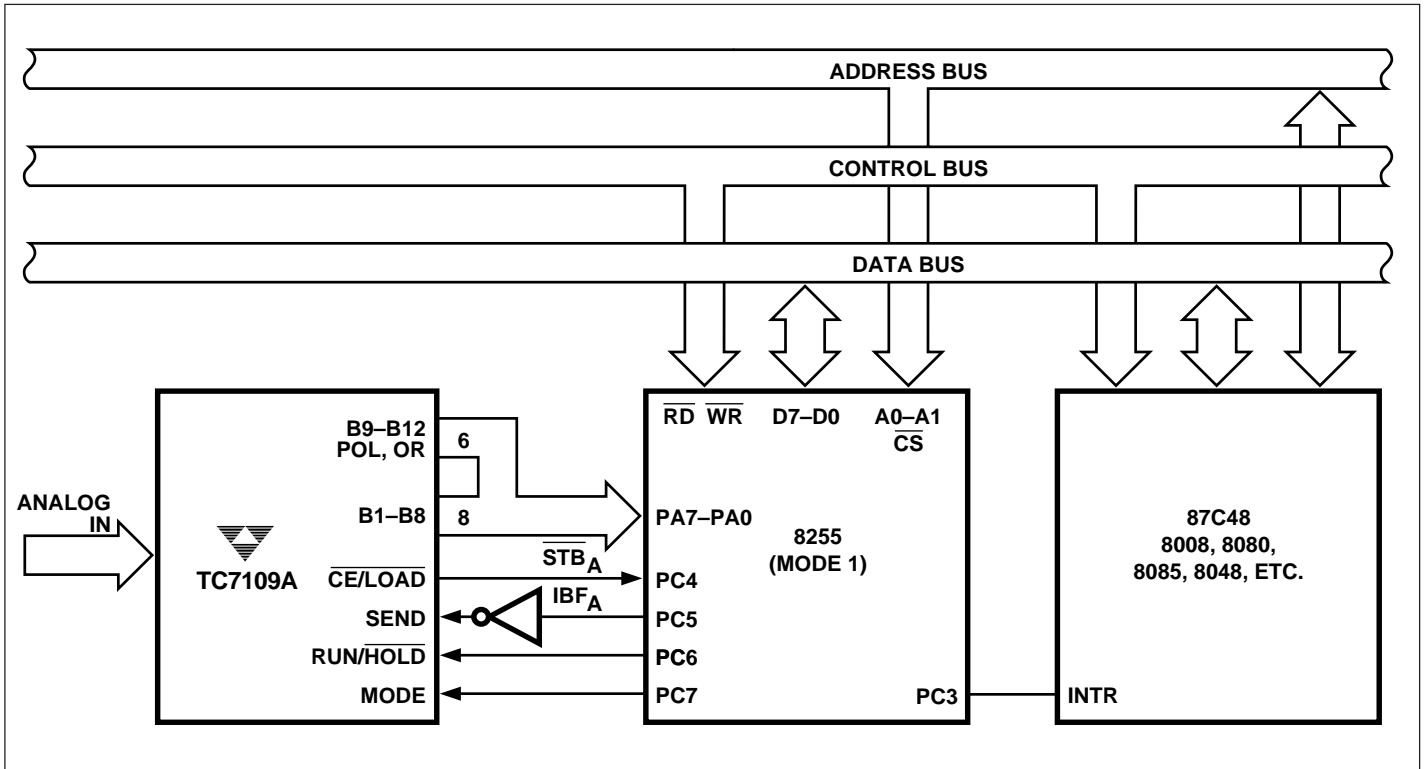 ADDRESS BUS
CONTROL BUS
DATA BUS
ANALOG
IN
B9–B12
POL, OR
6
B1–B8
8
TC7109A
CE/LOAD
SEND
RUN/HOLD
MODE
STBA
IBFA
RD WR
D7–D0
A0–A1
CS
PA7–PA0
8255
(MODE 1)
PC4
PC5
PC6
PC7
PC3
87C48
8008, 8080,
8085, 8048, ETC.
INTR